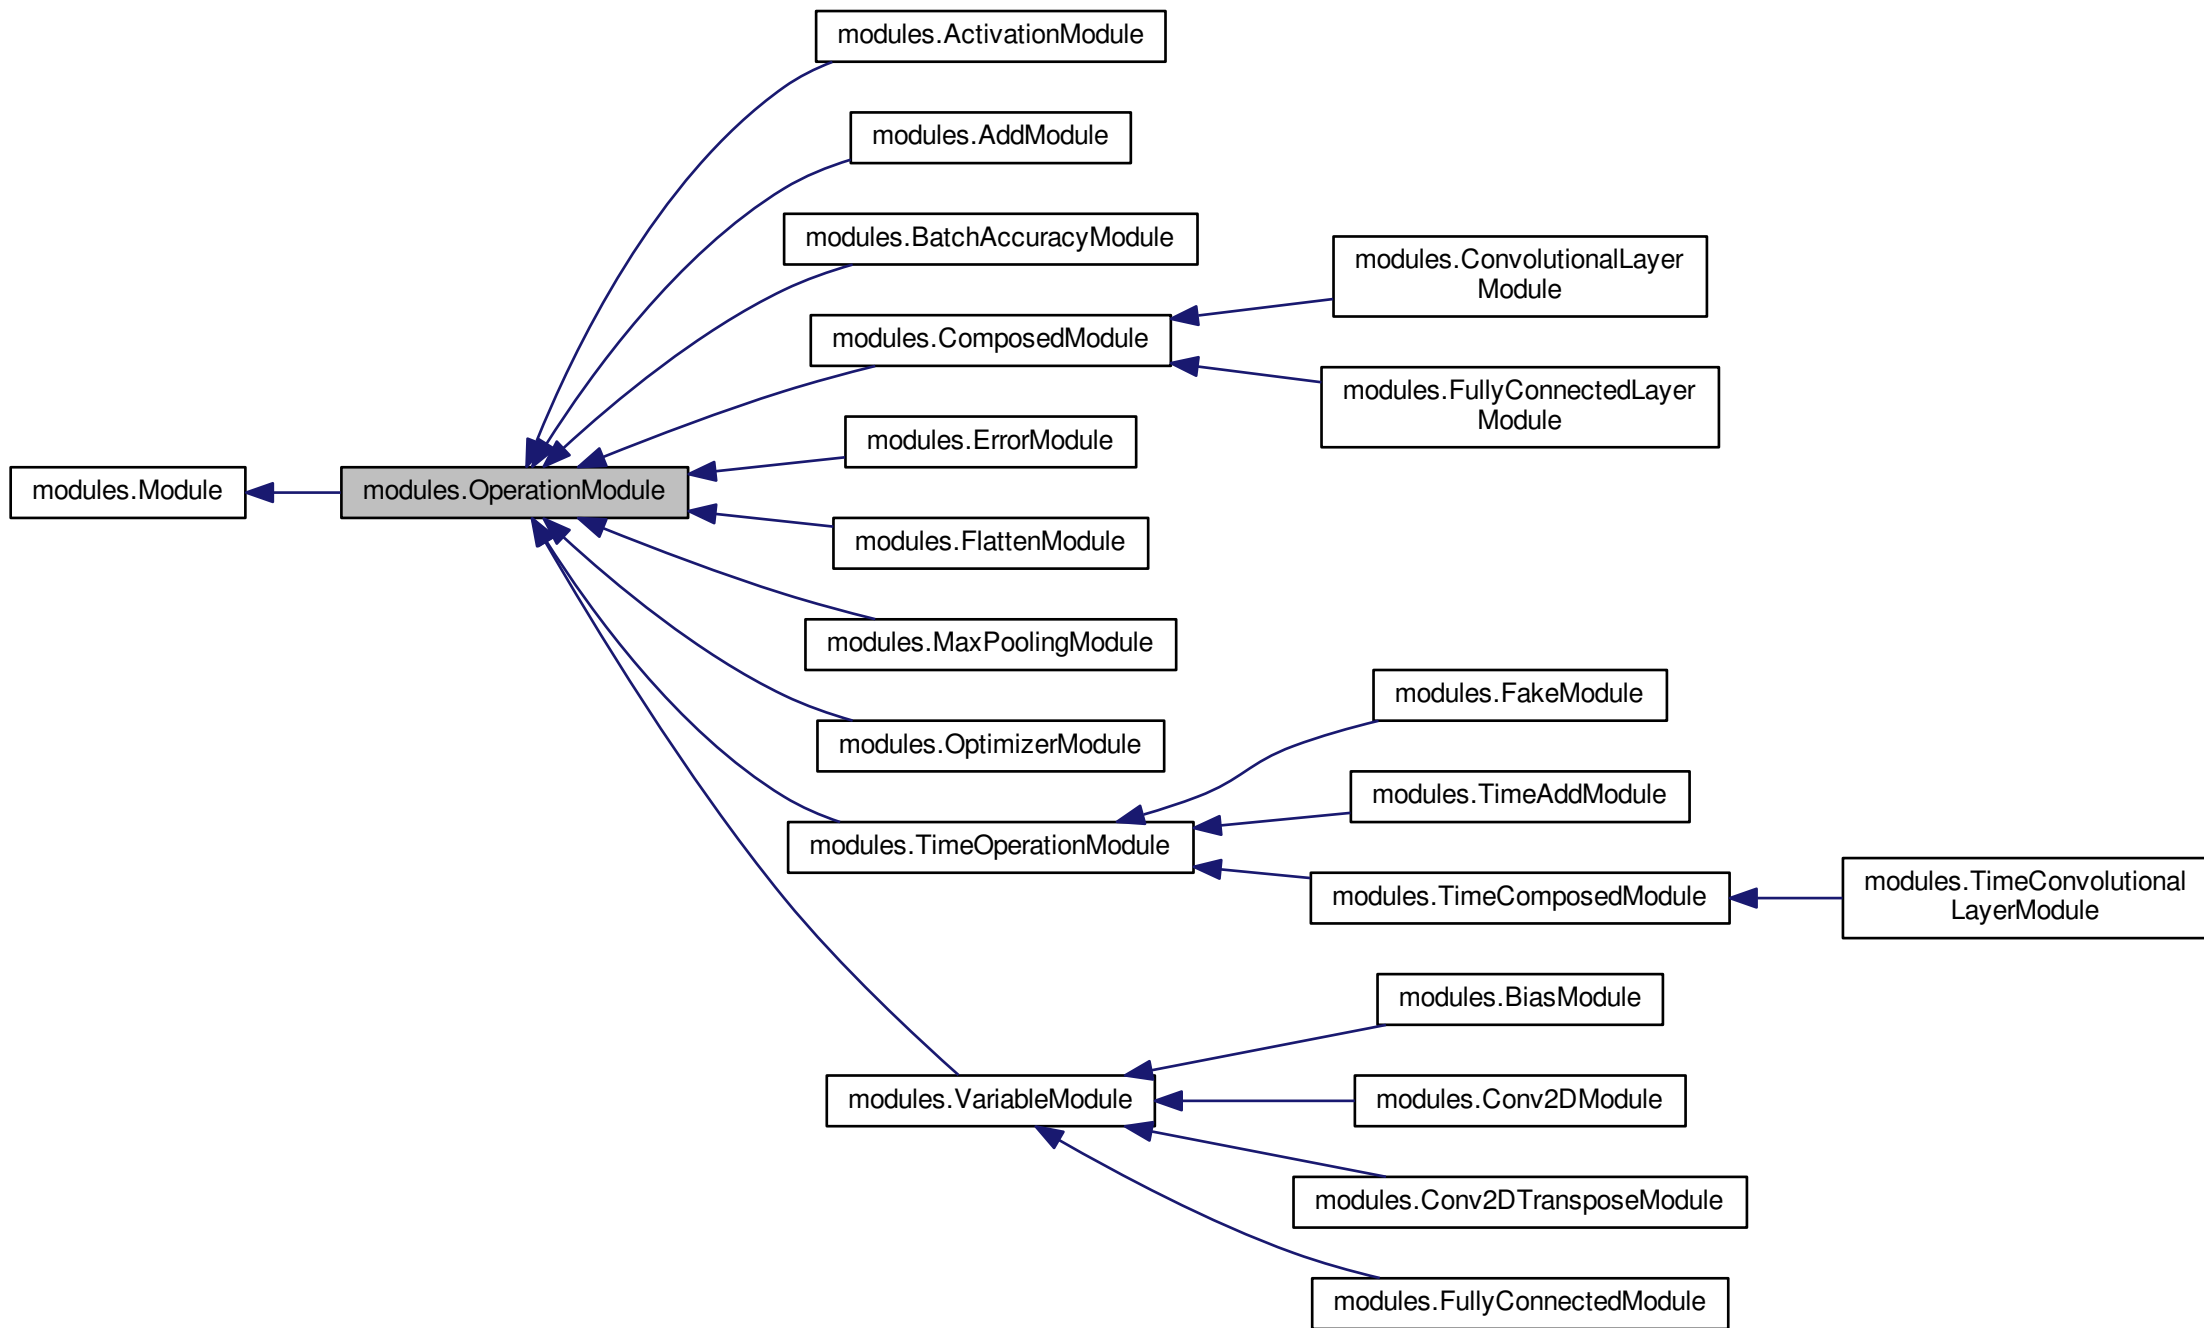 modules.ActivationModule
modules.AddModule
modules.BatchAccuracyModule
modules.ConvolutionalLayer
Module
modules.ComposedModule
modules.FullyConnectedLayer
Module
modules.ErrorModule
modules.Module
modules.OperationModule
modules.FlattenModule
modules.MaxPoolingModule
modules.FakeModule
modules.OptimizerModule
modules.TimeAddModule
modules.TimeOperationModule
modules.TimeComposedModule
modules.TimeConvolutional
LayerModule
modules.BiasModule
modules.VariableModule
modules.Conv2DModule
modules.Conv2DTransposeModule
modules.FullyConnectedModule